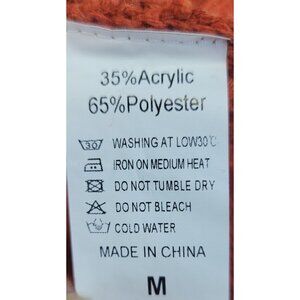 35%Acrylic
65%Polyester
30 WASHING AT LOW30°C
IRON ON MEDIUM HEAT
DO NOT TUMBLE DRY
DO NOT BLEACH
COLD WATER
MADE IN CHINA
M